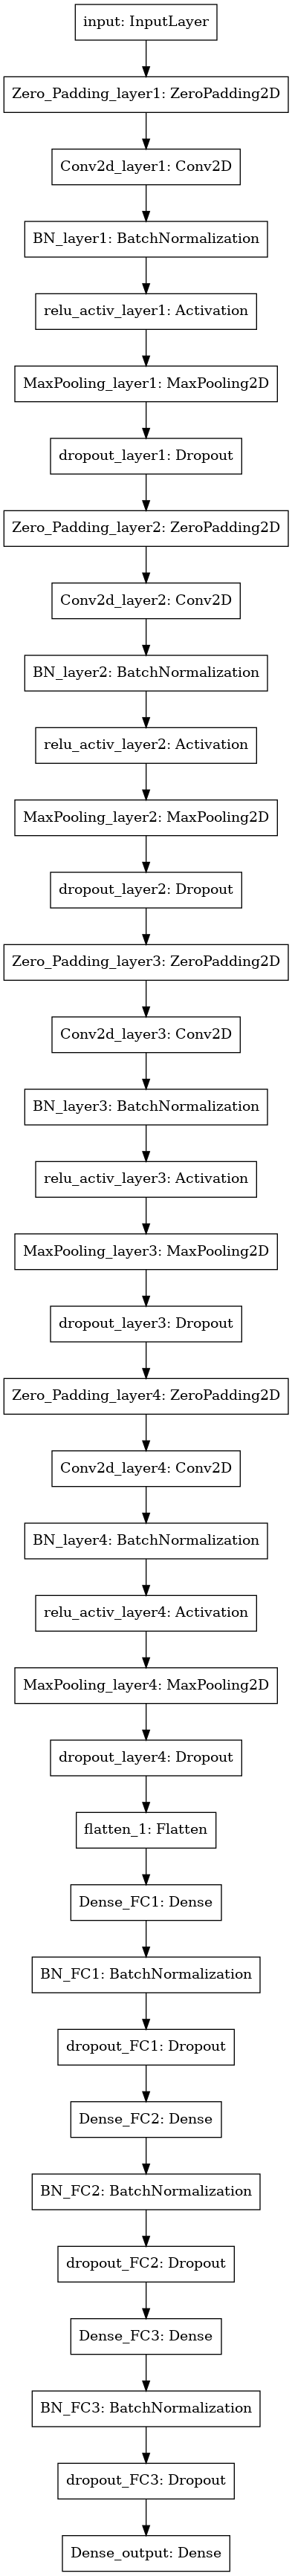 input: InputLayer
Zero_Padding_layer1: ZeroPadding2D
Conv2d_layer1: Conv2D
BN_layer1: BatchNormalization
relu_activ_layer1: Activation
MaxPooling_layer1: MaxPooling2D
dropout_layer1: Dropout
Zero_Padding_layer2: ZeroPadding2D
Conv2d_layer2: Conv2D
BN_layer2: BatchNormalization
relu_activ_layer2: Activation
MaxPooling_layer2: MaxPooling2D
dropout_layer2: Dropout
Zero_Padding_layer3: ZeroPadding2D
Conv2d_layer3: Conv2D
BN_layer3: BatchNormalization
relu_activ_layer3: Activation
MaxPooling_layer3: MaxPooling2D
dropout_layer3: Dropout
Zero_Padding_layer4: ZeroPadding2D
Conv2d_layer4: Conv2D
BN_layer4: BatchNormalization
relu_activ_layer4: Activation
MaxPooling_layer4: MaxPooling2D
dropout_layer4: Dropout
flatten_1: Flatten
Dense_FC1: Dense
BN_FC1: BatchNormalization
dropout_FC1: Dropout
Dense_FC2: Dense
BN_FC2: BatchNormalization
dropout_FC2: Dropout
Dense_FC3: Dense
BN_FC3: BatchNormalization
dropout_FC3: Dropout
Dense_output: Dense